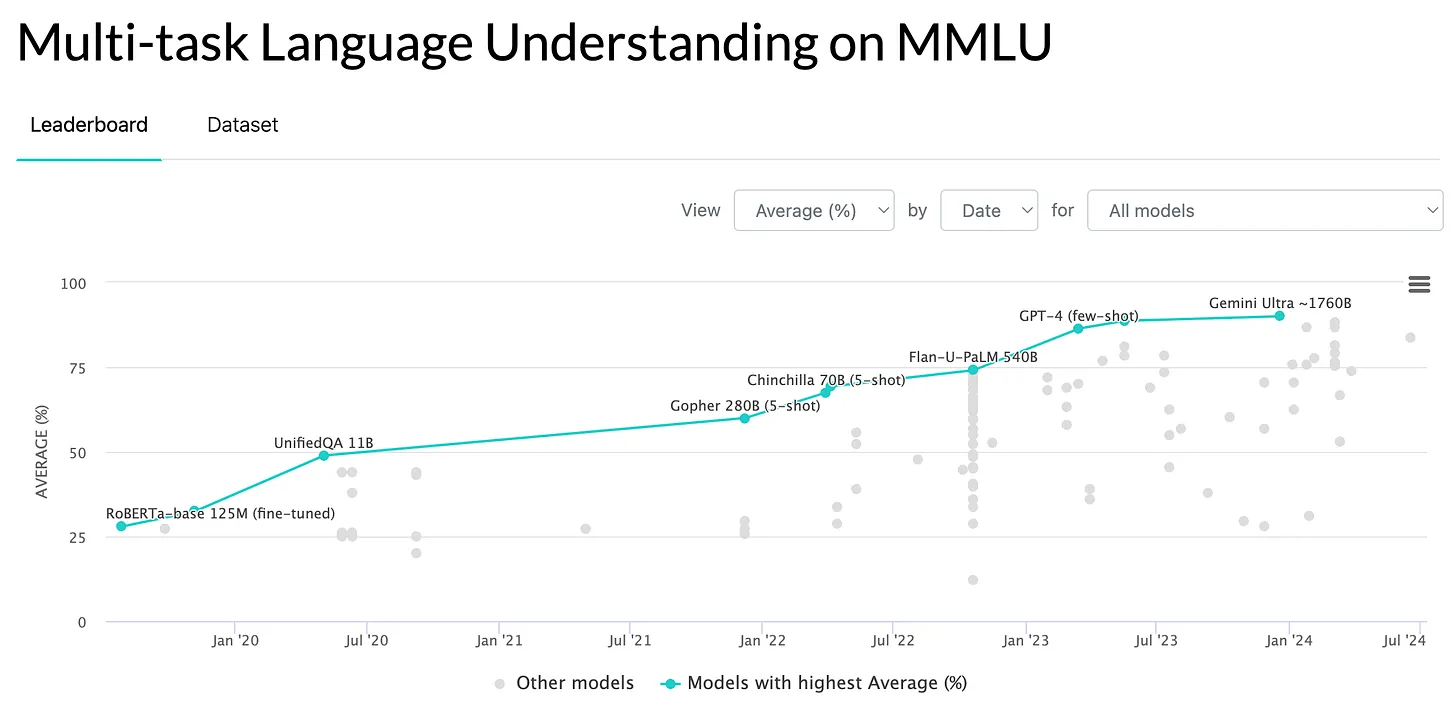 Multi-task Language Understanding on MMLU
Leaderboard Dataset
View Average (%) by Date for All models
100
75
50
25
0
AVERAGE (%)
RoBERTa-base 125M (fine-tuned)
UnifiedQA 11B
Gopher 280B (5-shot)
Chinchilla 70B (5-shot)
Flan-U-PaLM 540B
GPT-4 (few-shot)
Gemini Ultra ~1760B
Jan '20 Jul '20 Jan '21 Jul '21 Jan '22 Jul '22 Jan '23 Jul '23 Jan '24 Jul '24
Other models Models with highest Average (%)